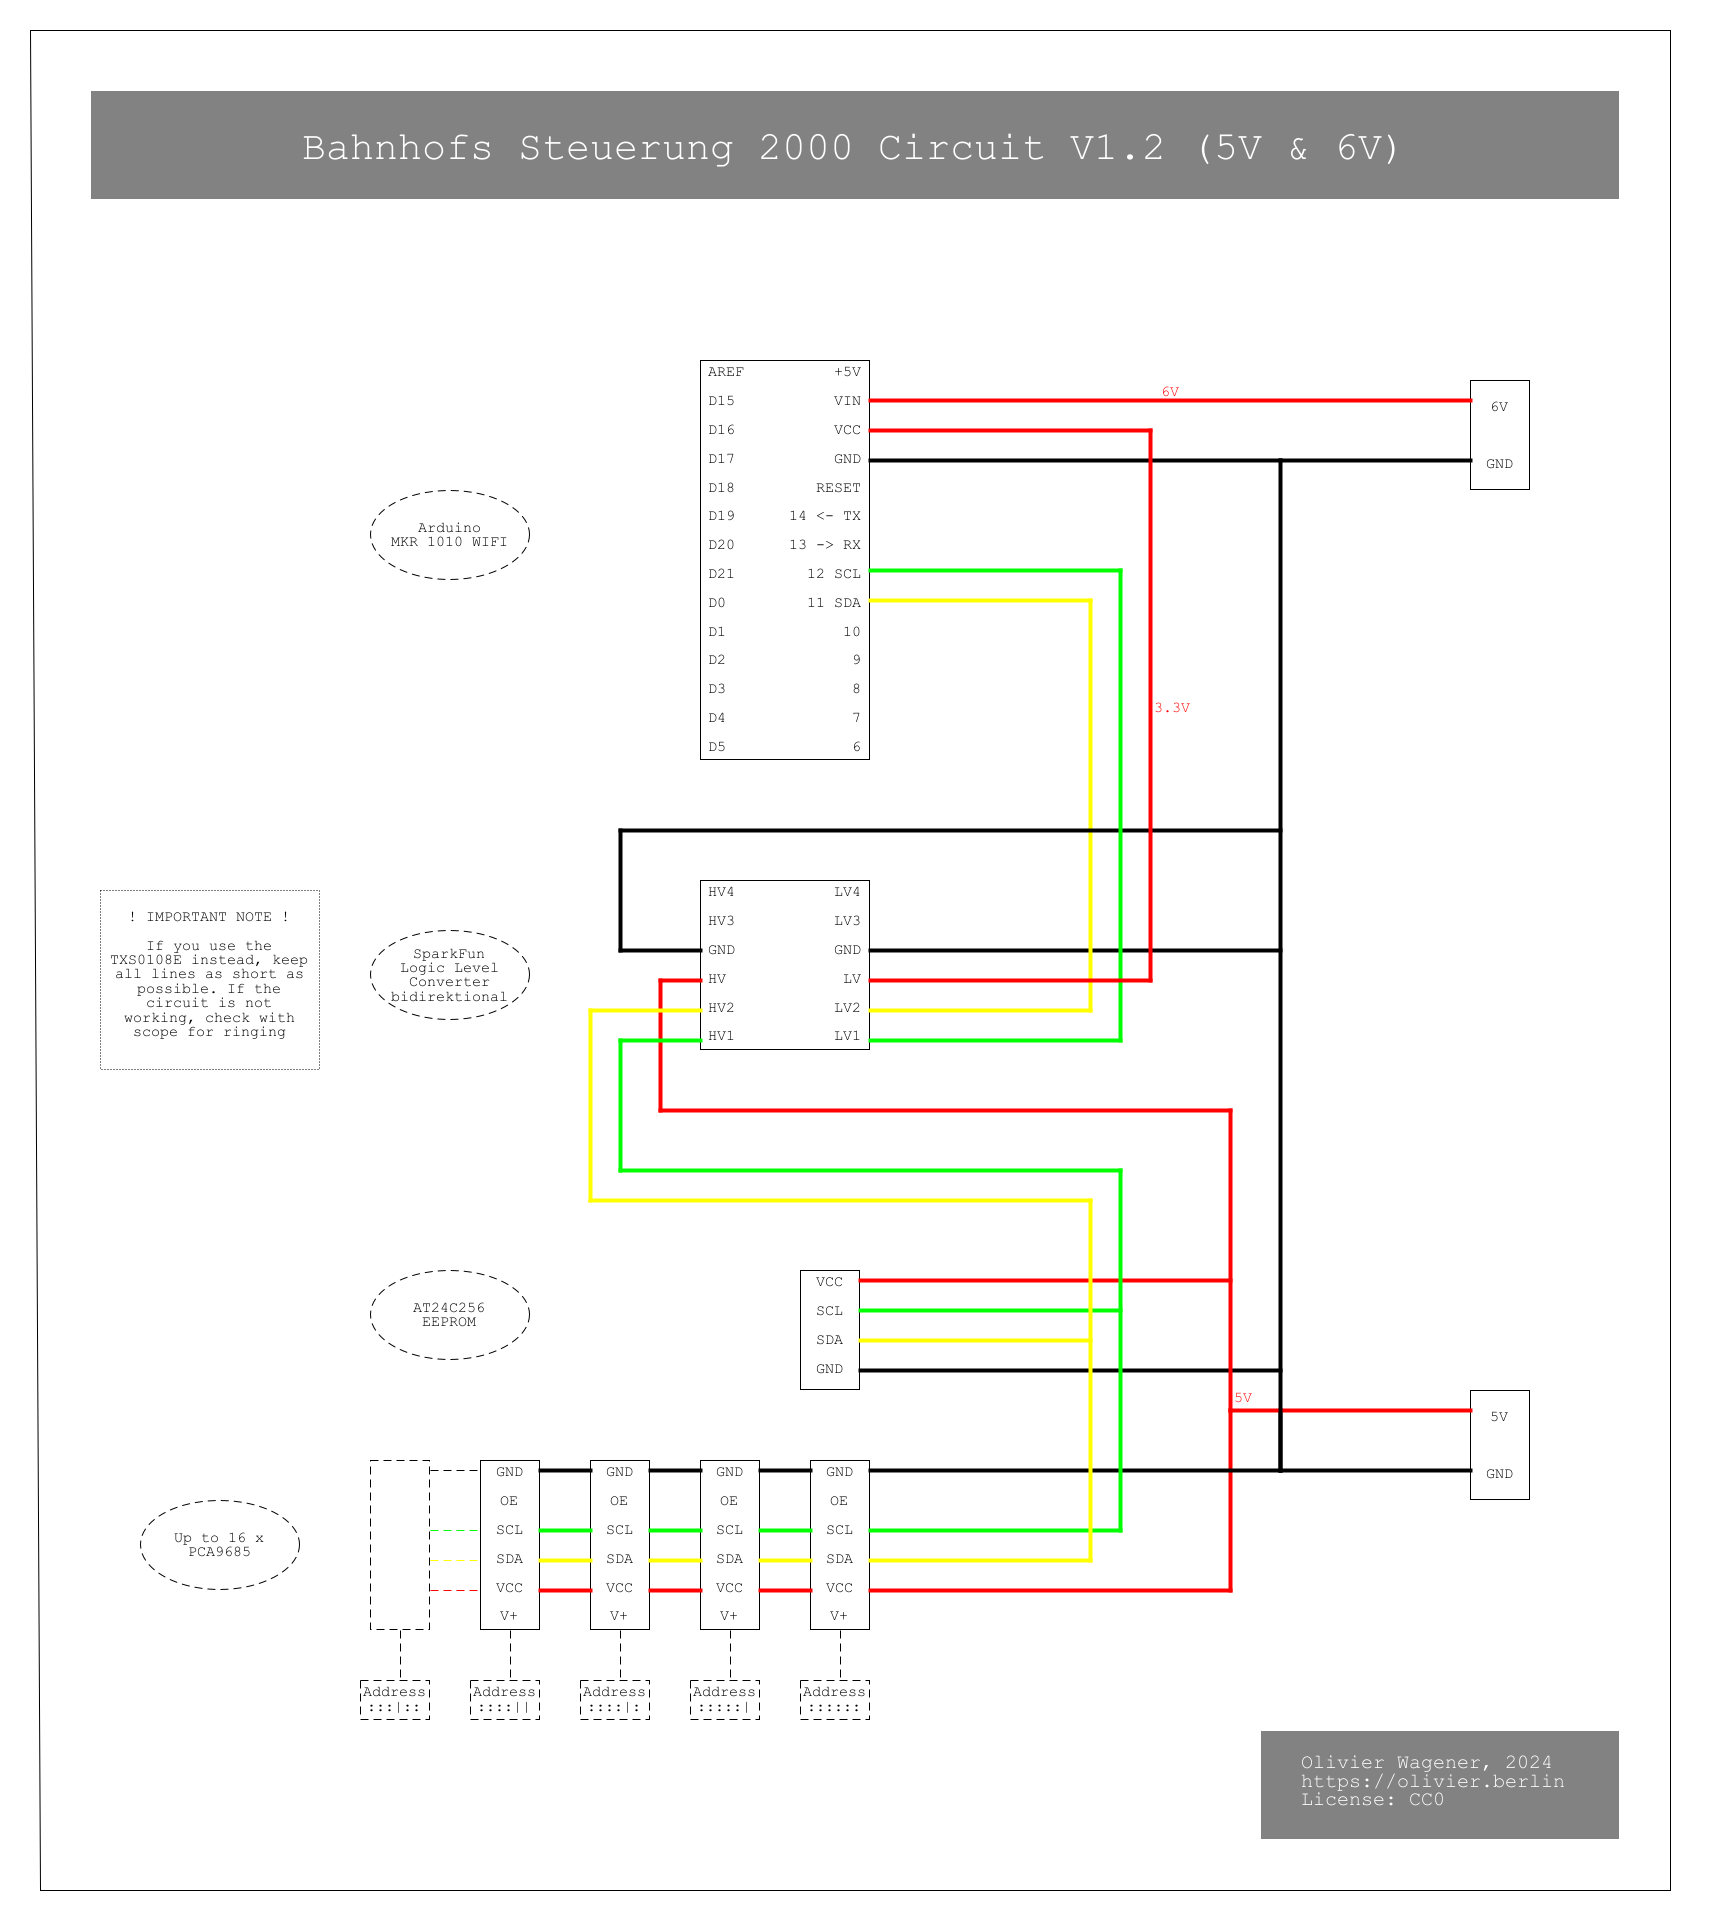 Bahnhofs Steuerung 2000 Circuit V1.2 (5V & 6V)
AREF +5V
D15 VIN
D16 VCC
D17 GND
D18 RESET
D19 14 <- TX
D20 13 -> RX
D21 12 SCL
D0 11 SDA
D1 10
D2 9
D3 8
D4 7
D5 6
6V
6V
GND
3.3V
Arduino
MKR 1010 WIFI
! IMPORTANT NOTE !
If you use the
TXS0108E instead, keep
all lines as short as
possible. If the
circuit is not
working, check with
scope for ringing
SparkFun
Logic Level
Converter
bidirektional
HV4 LV4
HV3 LV3
GND GND
HV LV
HV2 LV2
HV1 LV1
AT24C256
EEPROM
VCC
SCL
SDA
GND
5V
5V
GND
Up to 16 x
PCA9685
GND GND GND GND
OE OE OE OE
SCL SCL SCL SCL
SDA SDA SDA SDA
VCC VCC VCC VCC
V+ V+ V+ V+
Address Address Address Address Address
:::|:: ::::|| ::::|: :::::| ::::::
Olivier Wagener, 2024
https://olivier.berlin
License: CC0